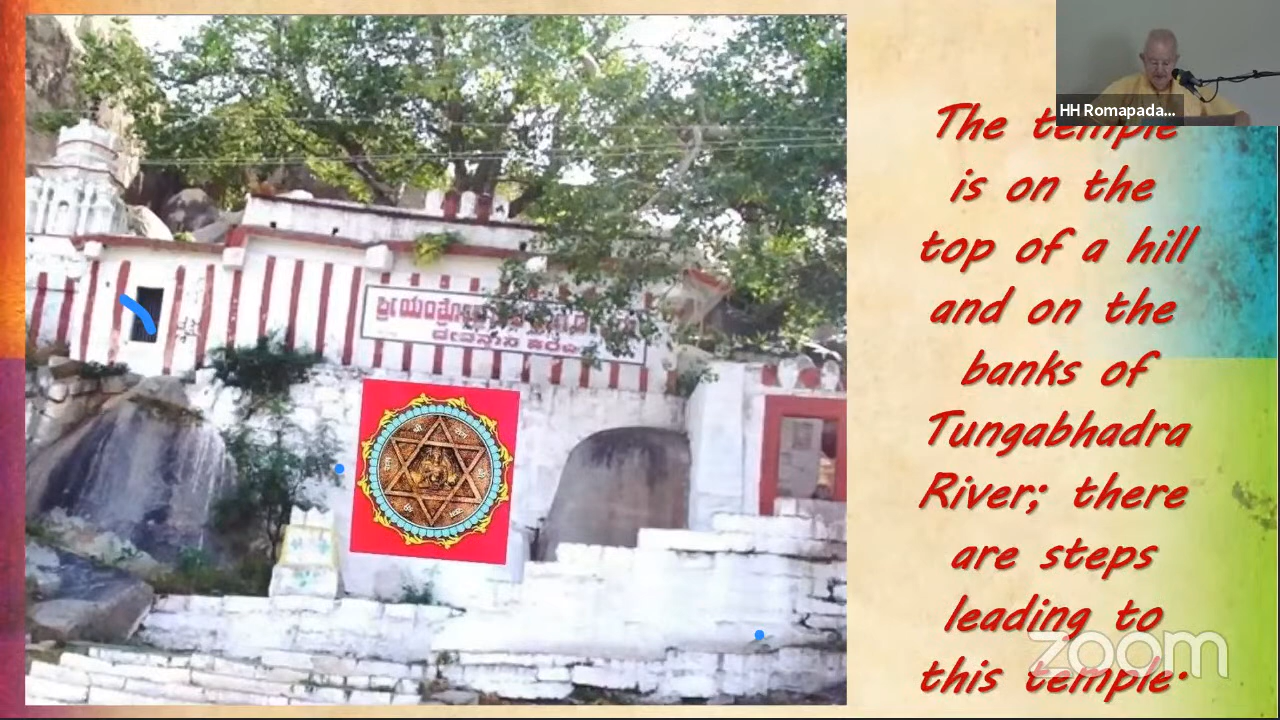 HH Romapada...
The temple
is on the
top of a hill
and on the
banks of
Tungabhadra
River; there
are steps
leading to
this temple.
zoom